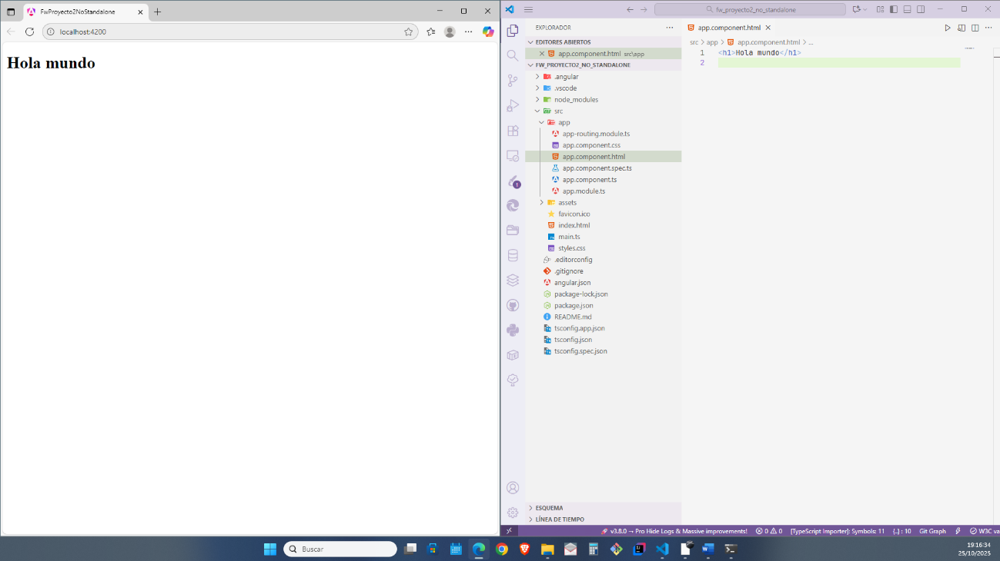 FwProyecto2NoStandalone
localhost:4200
Hola mundo
fw_proyecto2_no_standalone
EXPLORADOR
EDITORES ABIERTOS
app.component.html src\app
FW_PROYECTO2_NO_STANDALONE
.angular
.vscode
node_modules
src
app
app-routing.module.ts
app.component.css
app.component.html
app.component.spec.ts
app.component.ts
app.module.ts
assets
favicon.ico
index.html
main.ts
styles.css
.editorconfig
.gitignore
angular.json
package-lock.json
package.json
README.md
tsconfig.app.json
tsconfig.json
tsconfig.spec.json
ESQUEMA
LÍNEA DE TIEMPO
app.component.html
src > app > app.component.html > ...
1 <h1>Hola mundo</h1>
2
v3.8.0 → Pro Hide Logs & Massive improvements! 0 0 [TypeScript Importer]: Symbols: 11 {..} : 10 Git Graph W3C va
Buscar
19:16:34
25/10/2025